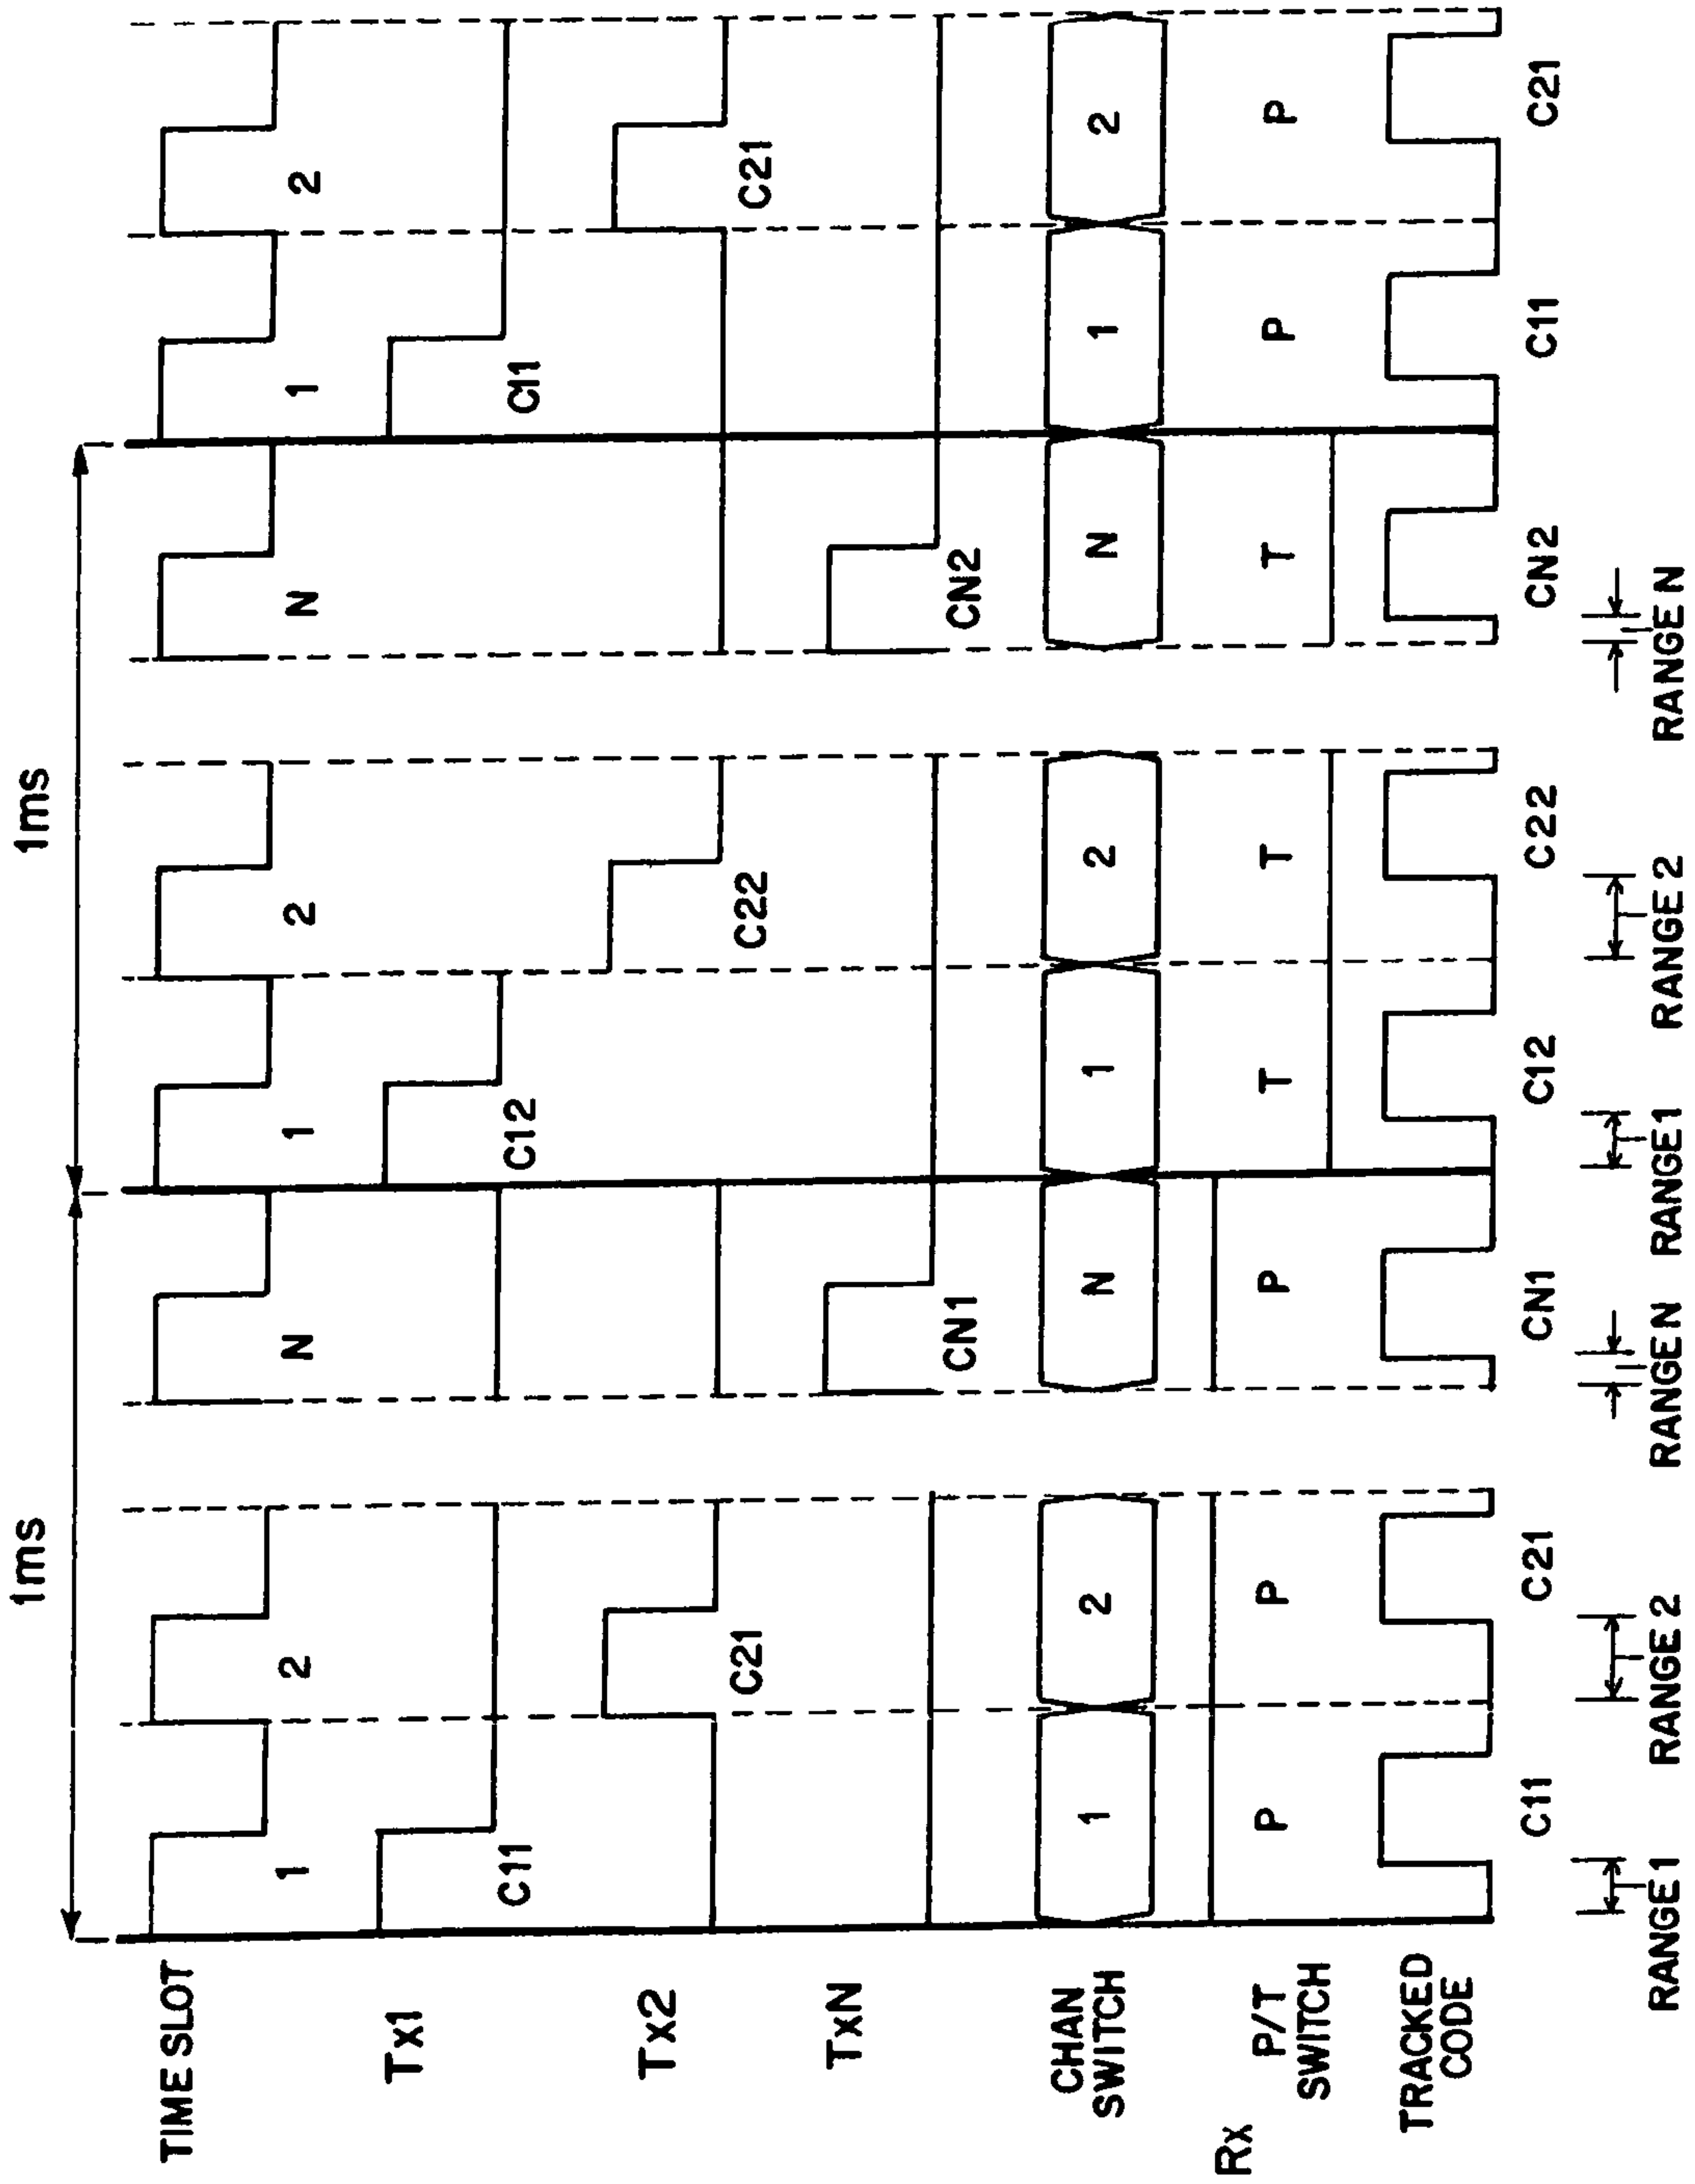 1ms 1ms
TIME SLOT 1 2 N 1 2 N 1 2
Tx1 C11 C12 C11
Tx2 C21 C22 C21
TxN CN1 CN2
CHAN SWITCH 1 2 N 1 2 N 1 2
Rx
P/T SWITCH P P P T T T P P
TRACKED CODE C11 C21 CN1 C12 C22 CN2 C11 C21
RANGE 1 RANGE 2 RANGE N RANGE 1 RANGE 2 RANGE N